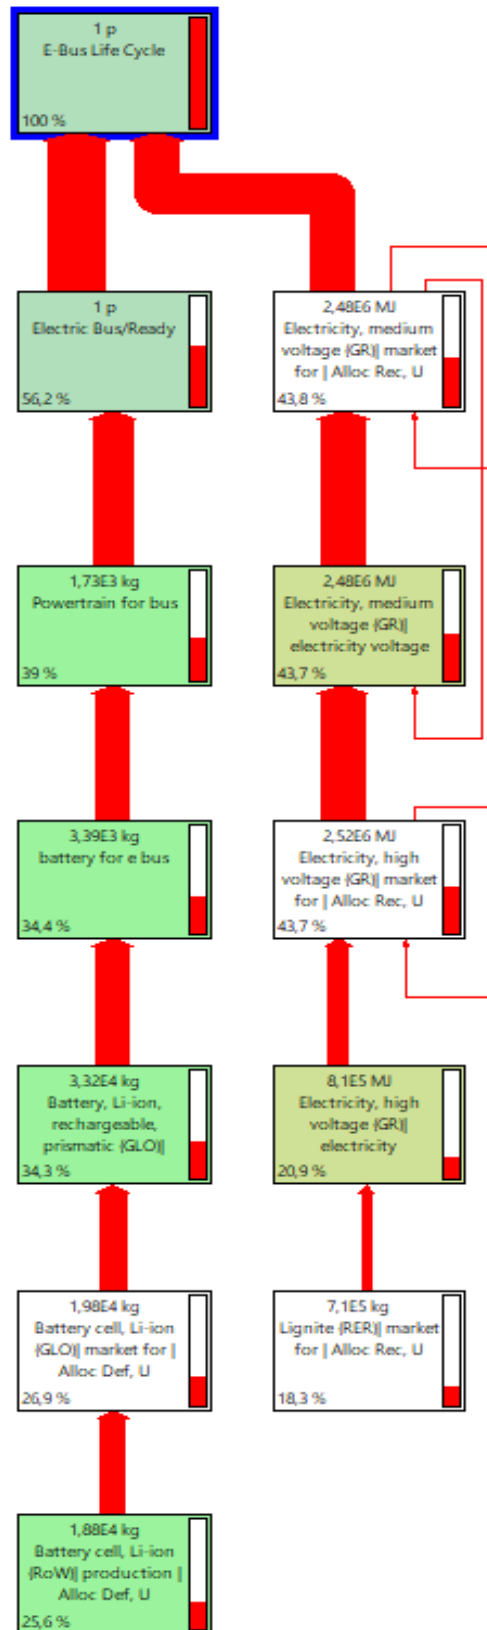 1 p
E-Bus Life Cycle
100 %
1 p
Electric Bus/Ready
56,2 %
2,48E6 MJ
Electricity, medium
voltage {GR}| market
for | Alloc Rec, U
43,8 %
1,73E3 kg
Powertrain for bus
39 %
2,48E6 MJ
Electricity, medium
voltage {GR}|
electricity voltage
43,7 %
3,39E3 kg
battery for e bus
34,4 %
2,52E6 MJ
Electricity, high
voltage {GR}| market
for | Alloc Rec, U
43,7 %
3,32E4 kg
Battery, Li-ion,
rechargeable,
prismatic {GLO}|
34,3 %
8,1E5 MJ
Electricity, high
voltage {GR}|
electricity
20,9 %
1,98E4 kg
Battery cell, Li-ion
{GLO}| market for |
Alloc Def, U
26,9 %
7,1E5 kg
Lignite {RER}| market
for | Alloc Rec, U
18,3 %
1,88E4 kg
Battery cell, Li-ion
{RoW}| production |
Alloc Def, U
25,6 %